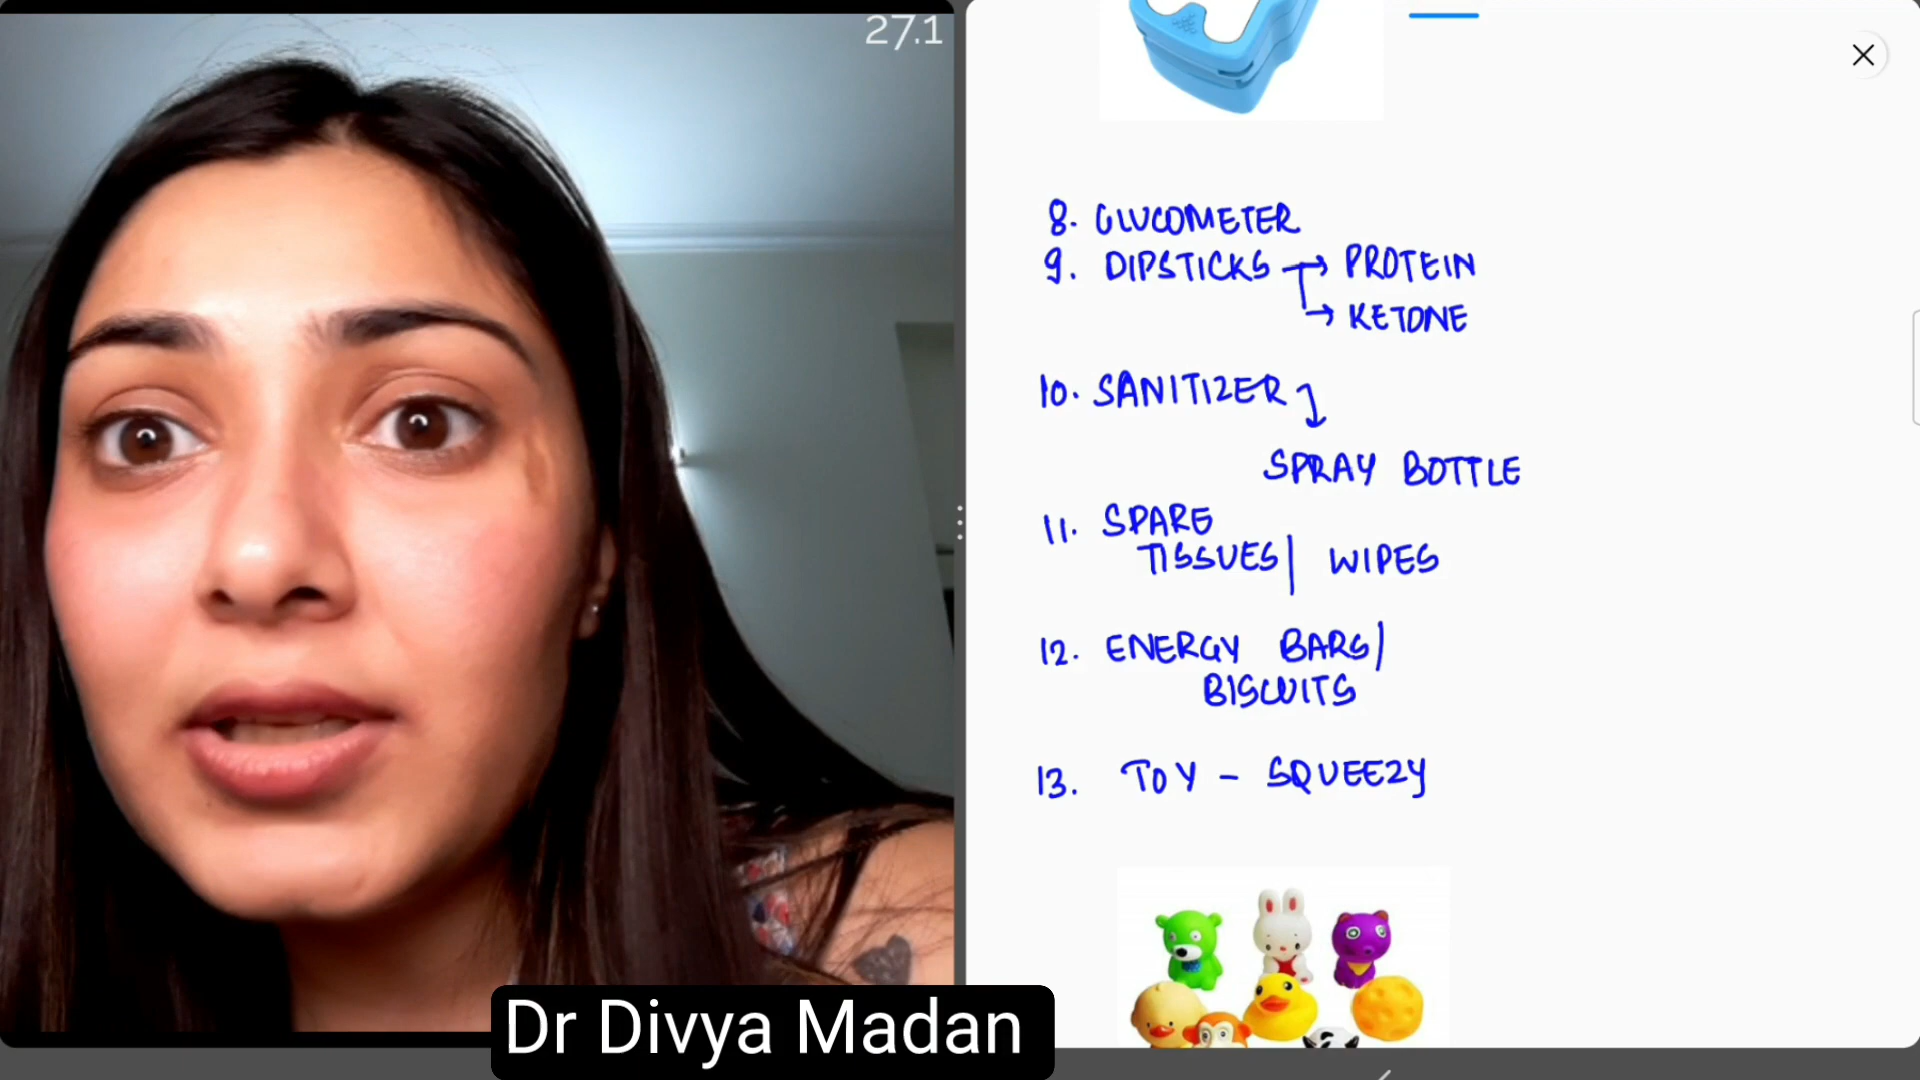 27.1
8. GLUCOMETER
9. DIPSTICKS → PROTEIN
→ KETONE
10. SANITIZER
SPRAY BOTTLE
11. SPARE
TISSUES | WIPES
12. ENERGY BARS |
BISCUITS
13. TOY - SQUEEZY
Dr Divya Madan